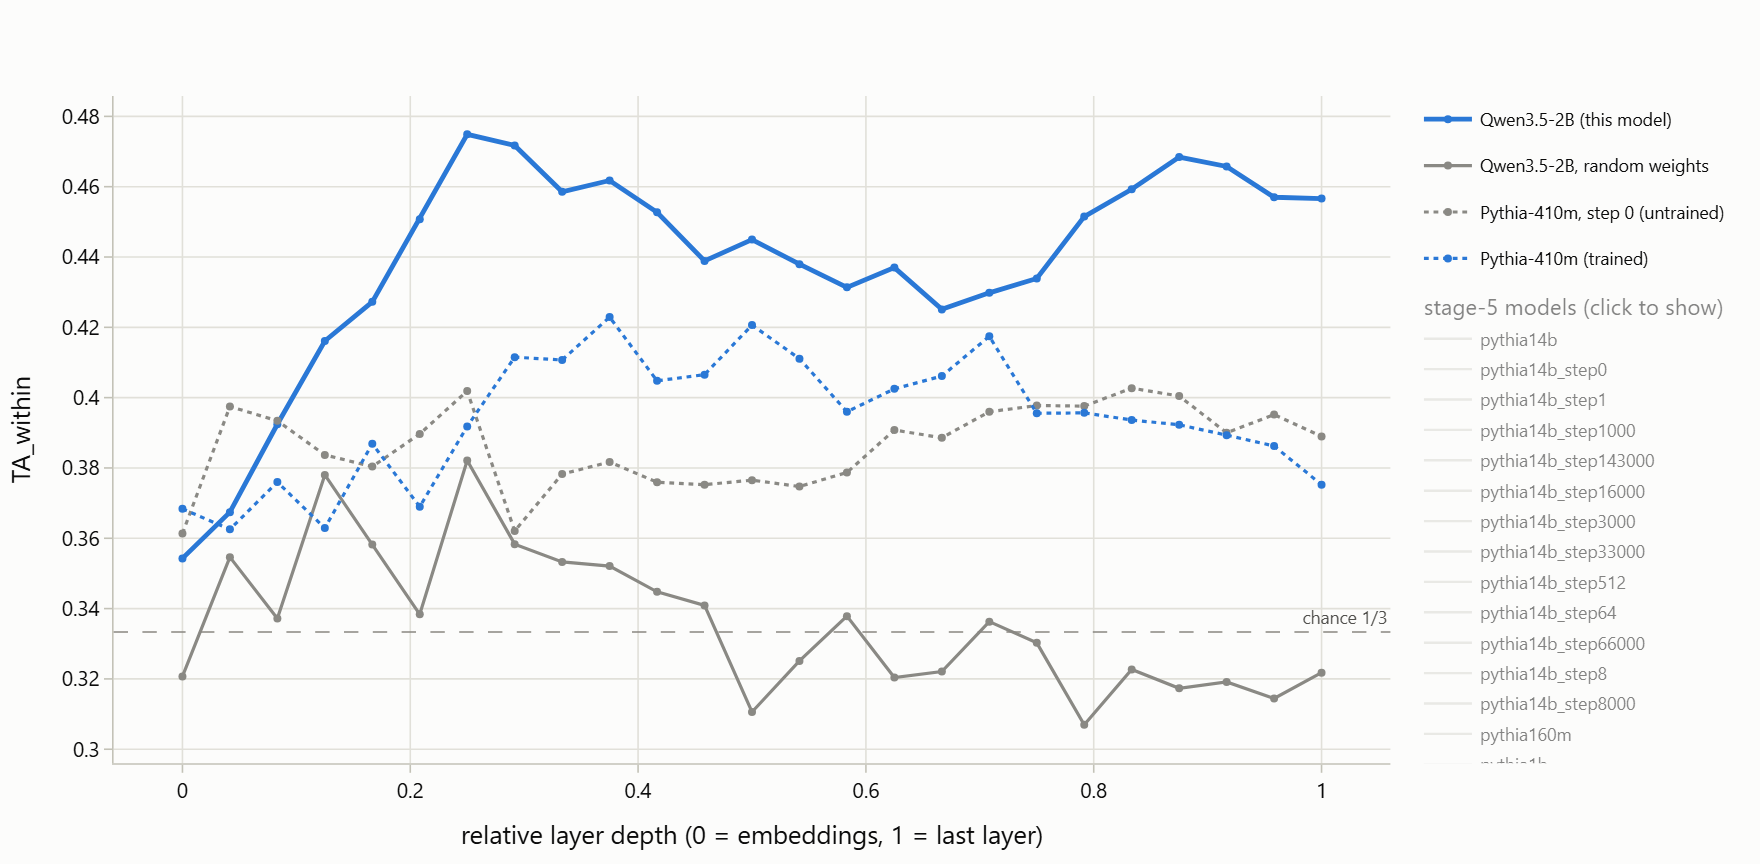 0.48
0.46
0.44
0.42
0.4
0.38
0.36
0.34
0.32
0.3
TA_within
0
0.2
0.4
0.6
0.8
1
relative layer depth (0 = embeddings, 1 = last layer)
chance 1/3
Qwen3.5-2B (this model)
Qwen3.5-2B, random weights
Pythia-410m, step 0 (untrained)
Pythia-410m (trained)
stage-5 models (click to show)
pythia14b
pythia14b_step0
pythia14b_step1
pythia14b_step1000
pythia14b_step143000
pythia14b_step16000
pythia14b_step3000
pythia14b_step33000
pythia14b_step512
pythia14b_step64
pythia14b_step66000
pythia14b_step8
pythia14b_step8000
pythia160m